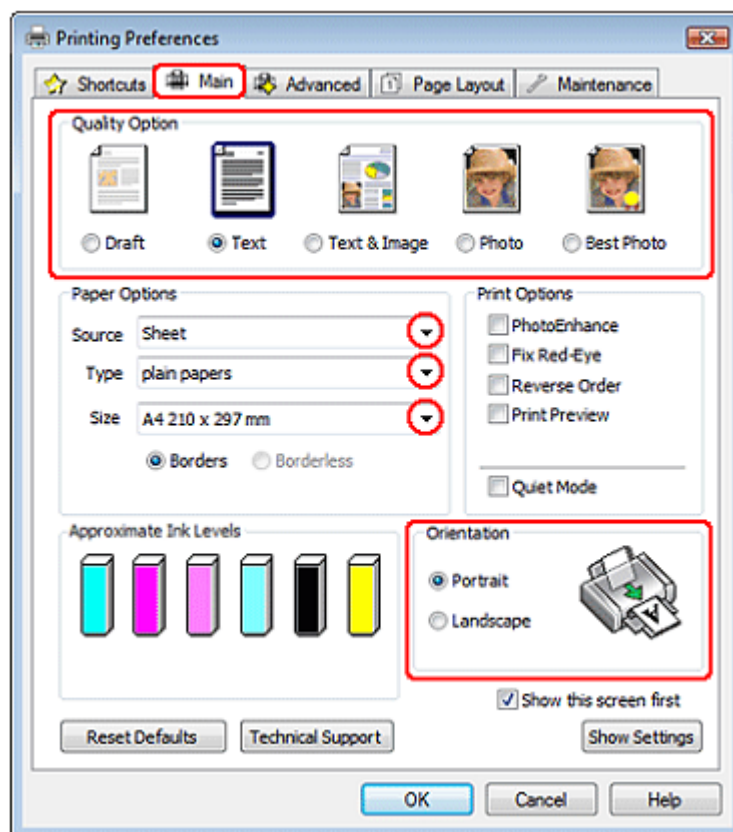 Printing Preferences
Shortcuts Main Advanced Page Layout Maintenance
Quality Option
Draft Text Text & Image Photo Best Photo
Paper Options
Source Sheet
Type plain papers
Size A4 210 x 297 mm
Borders Borderless
Print Options
PhotoEnhance
Fix Red-Eye
Reverse Order
Print Preview
Quiet Mode
Approximate Ink Levels
Orientation
Portrait
Landscape
A
Show this screen first
Reset Defaults Technical Support Show Settings
OK Cancel Help